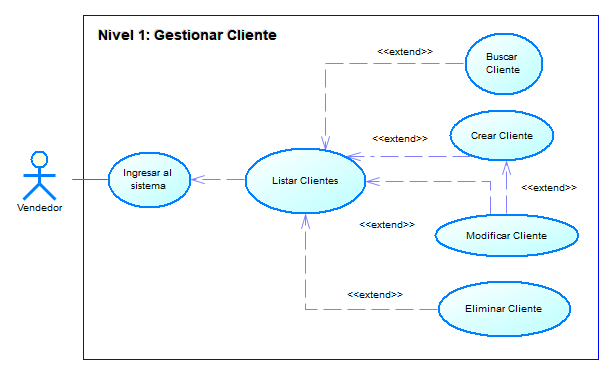 Nivel 1: Gestionar Cliente
<<extend>>
Buscar
Cliente
<<extend>>
Crear Cliente
Ingresar al
sistema
Listar Clientes
<<extend>>
Vendedor
<<extend>>
Modificar Cliente
<<extend>>
Eliminar Cliente